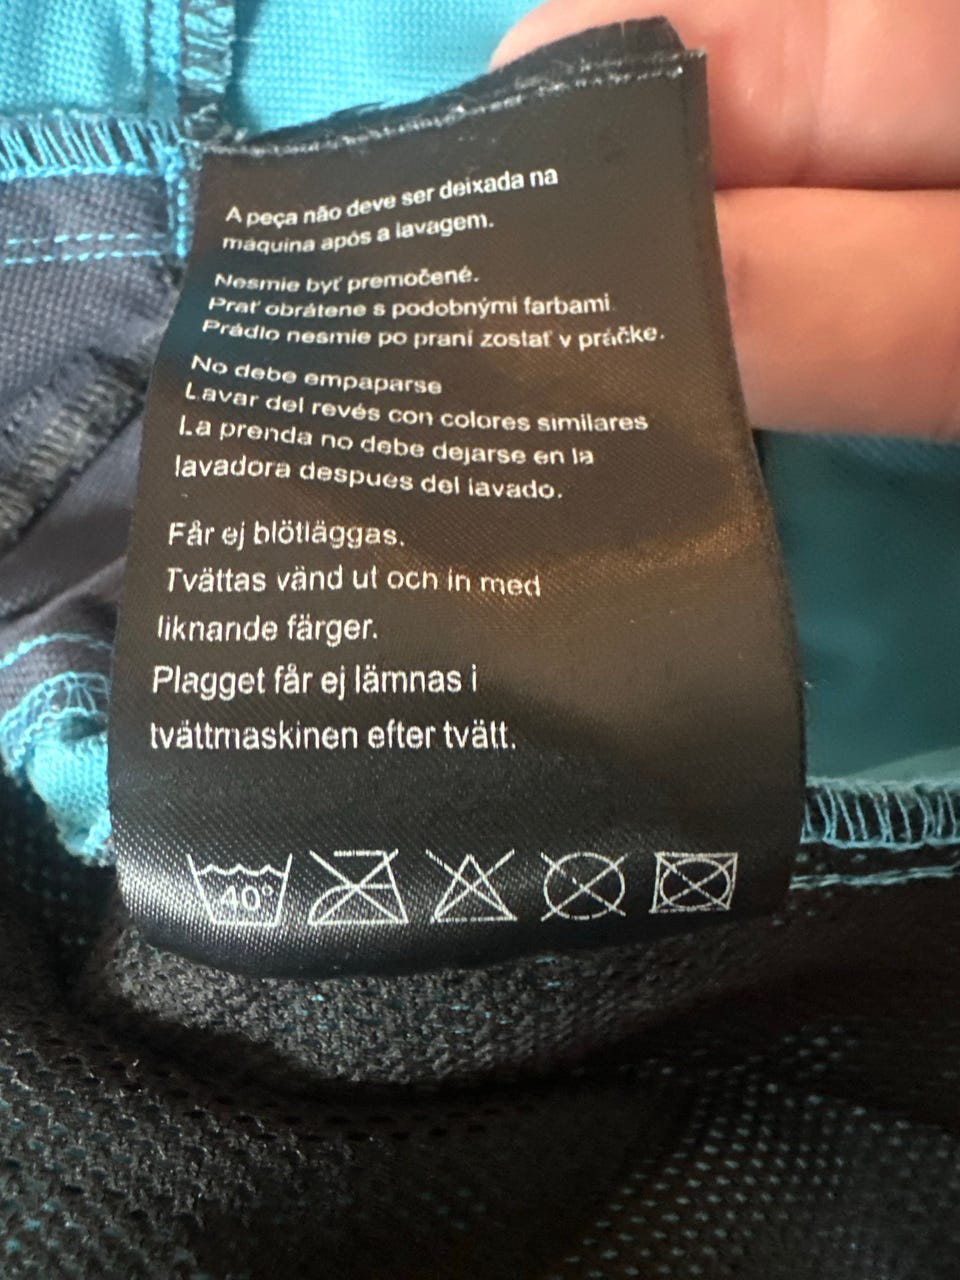 A peça não deve ser deixada na
máquina após a lavagem.
Nesmie byť premočené.
Prať obrátene s podobnými farbami.
Prádlo nesmie po praní zostať v práčke.
No debe empaparse
Lavar del revés con colores similares
La prenda no debe dejarse en la
lavadora despues del lavado.
Får ej blötläggas.
Tvättas vänd ut och in med
liknande färger.
Plagget får ej lämnas i
tvättmaskinen efter tvätt.
40°